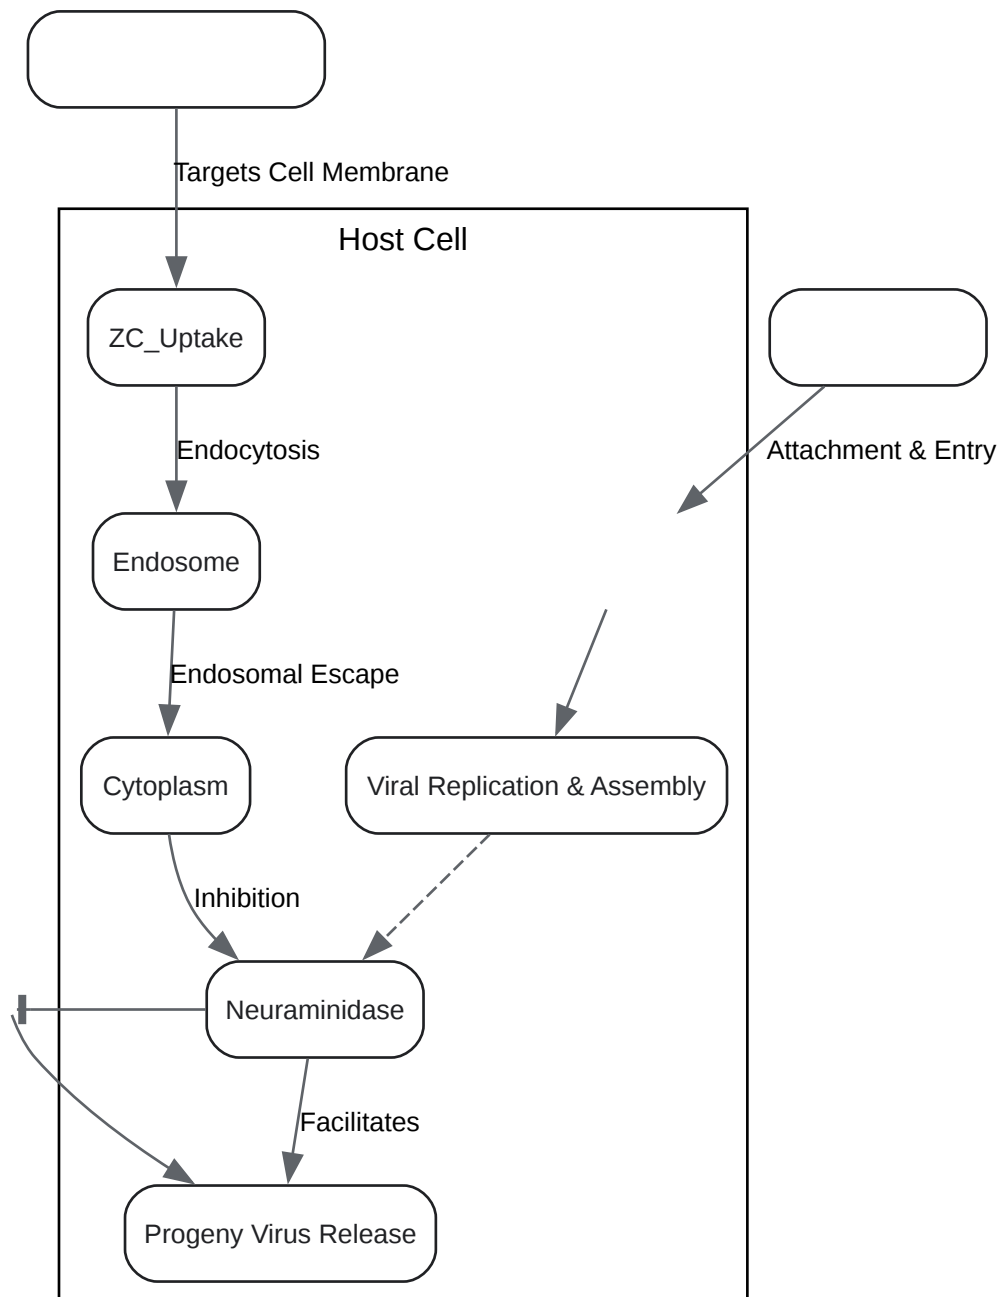 Targets Cell Membrane
Host Cell
ZC_Uptake
Endocytosis
Attachment & Entry
Endosome
Endosomal Escape
Cytoplasm
Viral Replication & Assembly
Inhibition
Neuraminidase
Facilitates
Progeny Virus Release